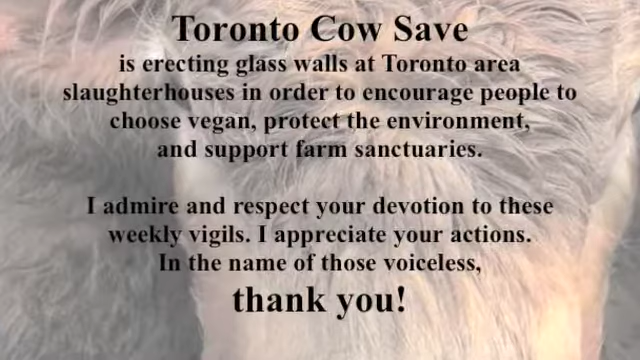 Toronto Cow Save
is erecting glass walls at Toronto area
slaughterhouses in order to encourage people to
choose vegan, protect the environment,
and support farm sanctuaries.
I admire and respect your devotion to these
weekly vigils. I appreciate your actions.
In the name of those voiceless,
thank you!